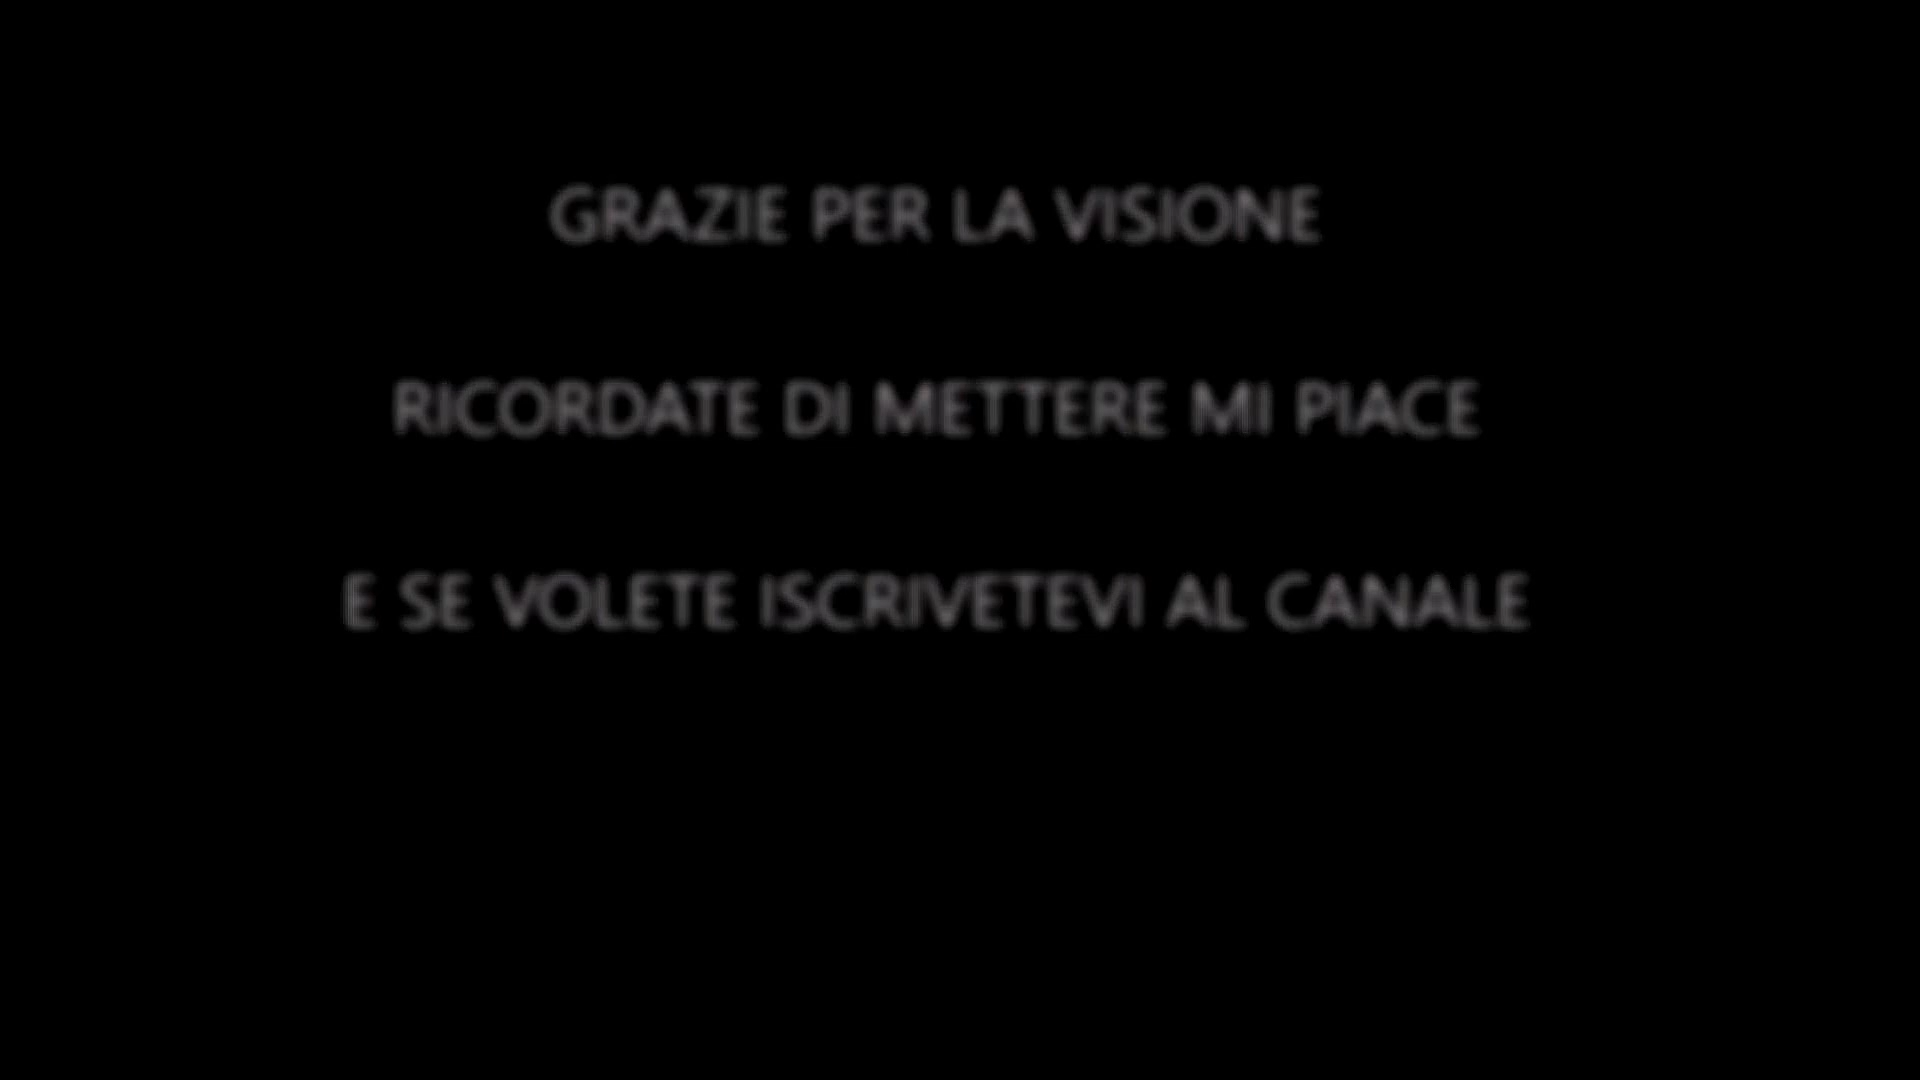 GRAZIE PER LA VISIONE
RICORDATE DI METTERE MI PIACE
E SE VOLETE ISCRIVETEVI AL CANALE